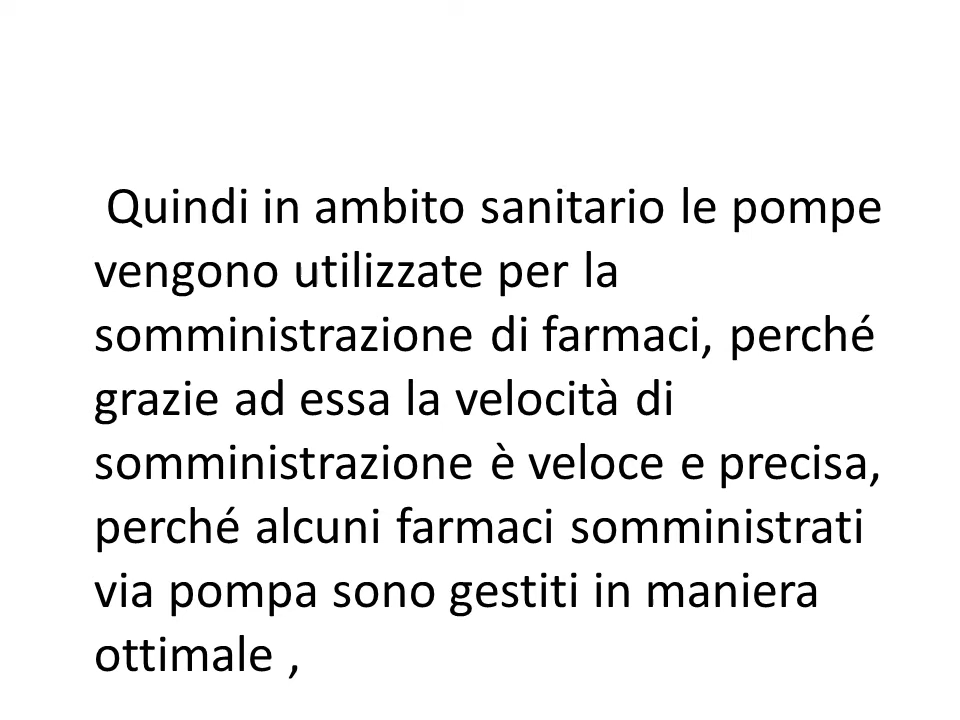 Quindi in ambito sanitario le pompe
vengono utilizzate per la
somministrazione di farmaci, perché
grazie ad essa la velocità di
somministrazione è veloce e precisa,
perché alcuni farmaci somministrati
via pompa sono gestiti in maniera
ottimale ,